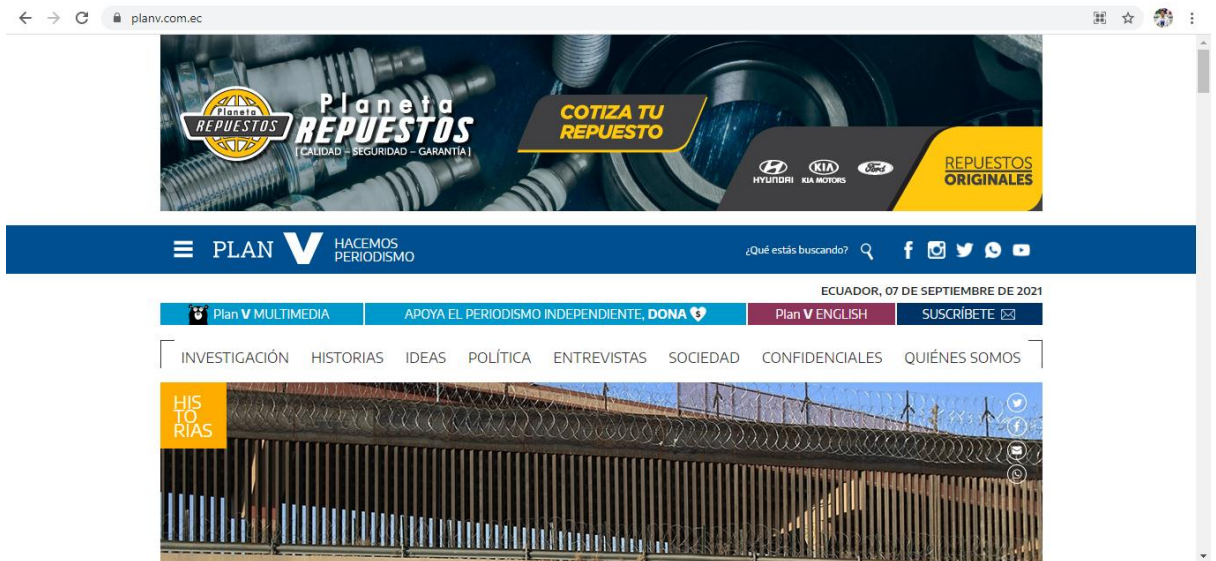 planv.com.ec
Planeta
REPUESTOS
Planeta
REPUESTOS
[ CALIDAD – SEGURIDAD – GARANTÍA ]
COTIZA TU
REPUESTO
HYUNDAI
KIA
KIA MOTORS
Ford
REPUESTOS
ORIGINALES
PLAN V
HACEMOS
PERIODISMO
¿Qué estás buscando?
ECUADOR, 07 DE SEPTIEMBRE DE 2021
Plan V MULTIMEDIA
APOYA EL PERIODISMO INDEPENDIENTE, DONA
Plan V ENGLISH
SUSCRÍBETE
INVESTIGACIÓN HISTORIAS IDEAS POLÍTICA ENTREVISTAS SOCIEDAD CONFIDENCIALES QUIÉNES SOMOS
HIS
TO
RIAS